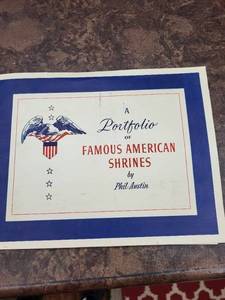 A
Portfolio
OF
FAMOUS AMERICAN
SHRINES
by
Phil Austin